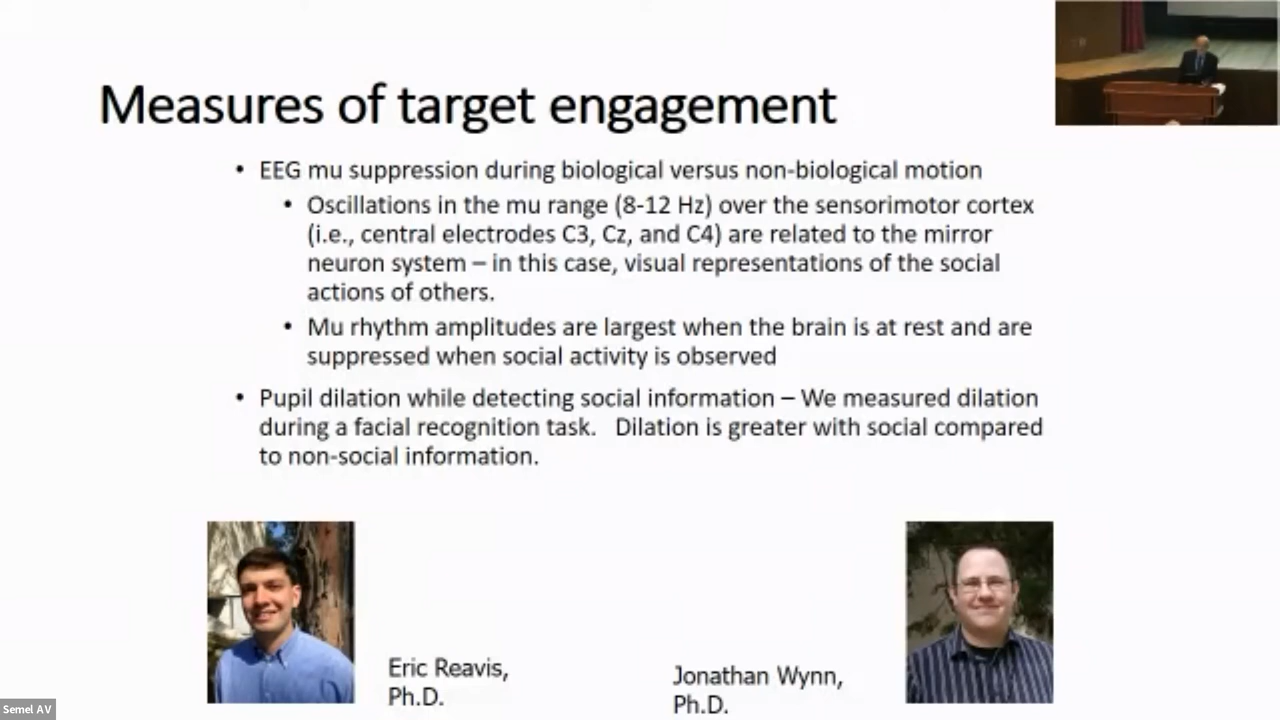 Measures of target engagement
• EEG mu suppression during biological versus non-biological motion
• Oscillations in the mu range (8-12 Hz) over the sensorimotor cortex
(i.e., central electrodes C3, Cz, and C4) are related to the mirror
neuron system – in this case, visual representations of the social
actions of others.
• Mu rhythm amplitudes are largest when the brain is at rest and are
suppressed when social activity is observed
• Pupil dilation while detecting social information – We measured dilation
during a facial recognition task. Dilation is greater with social compared
to non-social information.
Eric Reavis,
Ph.D.
Jonathan Wynn,
Ph.D.
Semel AV